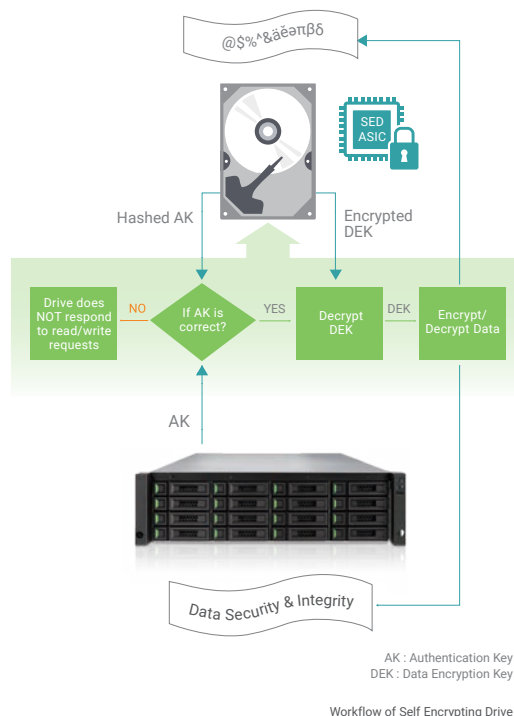 @$%^&äĕəπβδ
SED
ASIC
Hashed AK
Encrypted
DEK
Drive does
NOT respond
to read/write
requests
NO
If AK is
correct?
YES
Decrypt
DEK
DEK
Encrypt/
Decrypt Data
AK
Data Security & Integrity
AK : Authentication Key
DEK : Data Encryption Key
Workflow of Self Encrypting Drive